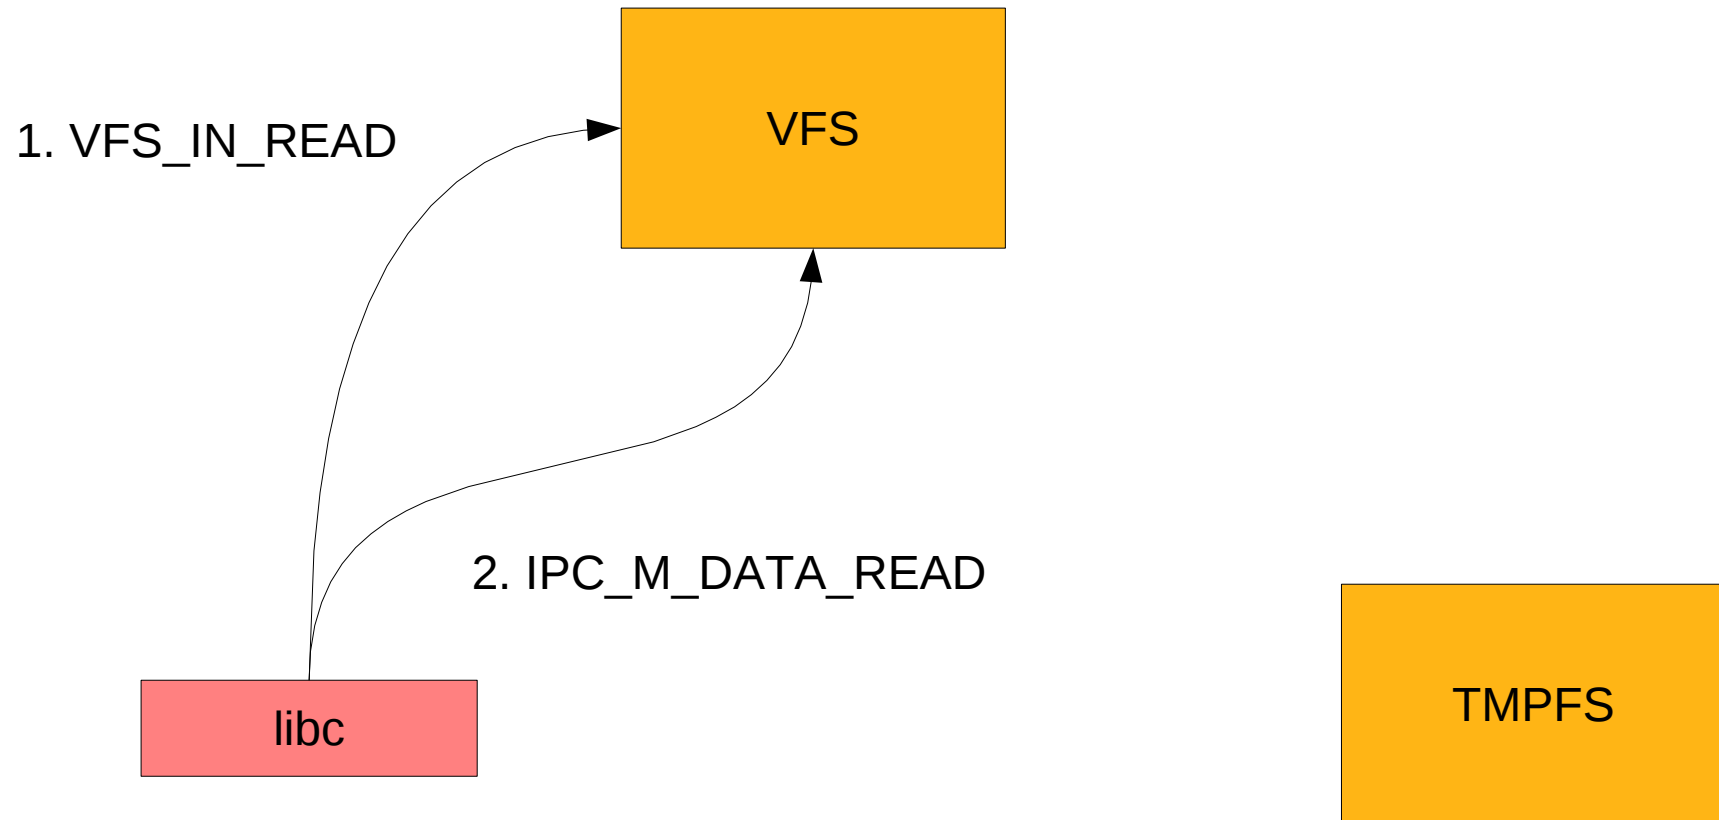 VFS
1. VFS_IN_READ
2. IPC_M_DATA_READ
TMPFS
libc